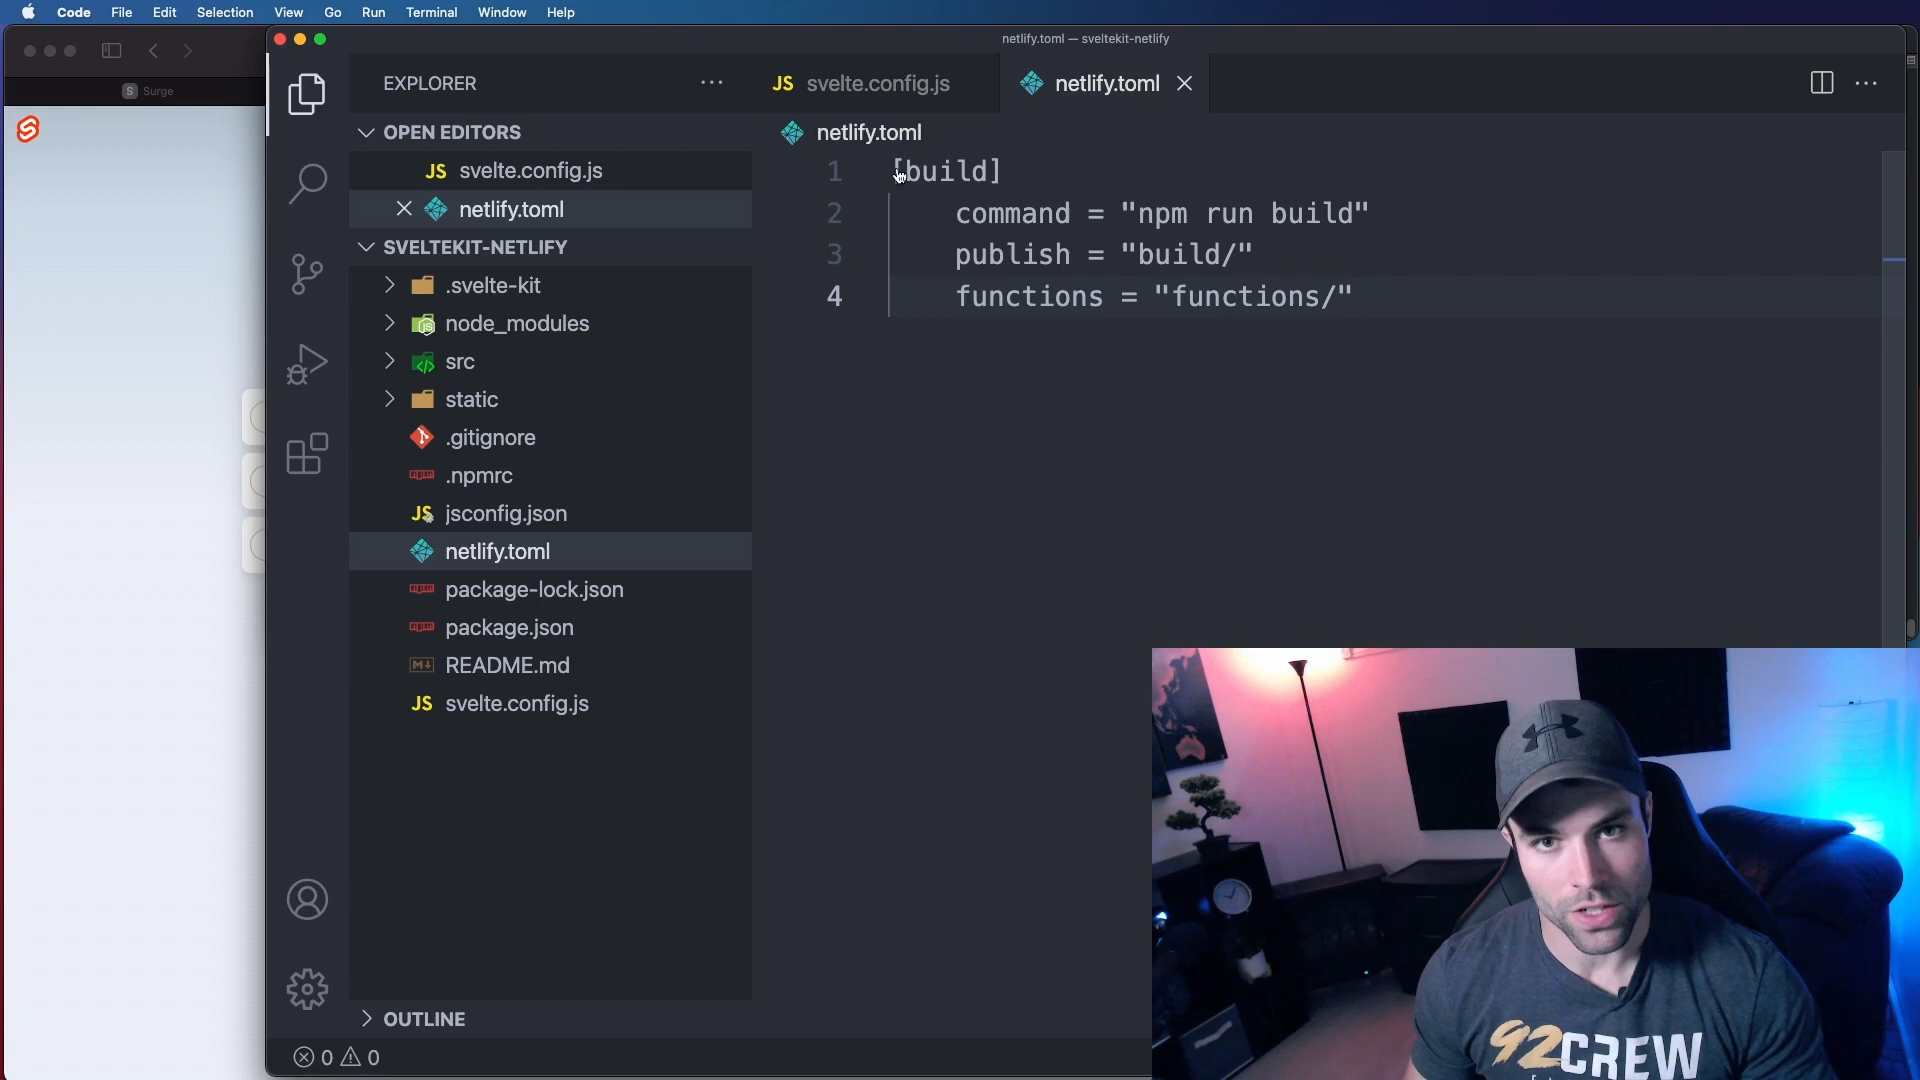 Code File Edit Selection View Go Run Terminal Window Help
netlify.toml — sveltekit-netlify
S Surge
EXPLORER
JS svelte.config.js
netlify.toml
OPEN EDITORS
JS svelte.config.js
netlify.toml
SVELTEKIT-NETLIFY
.svelte-kit
node_modules
src
static
.gitignore
.npmrc
JS jsconfig.json
netlify.toml
package-lock.json
package.json
README.md
JS svelte.config.js
OUTLINE
0 0
netlify.toml
1 [build]
2 command = "npm run build"
3 publish = "build/"
4 functions = "functions/"
92CREW